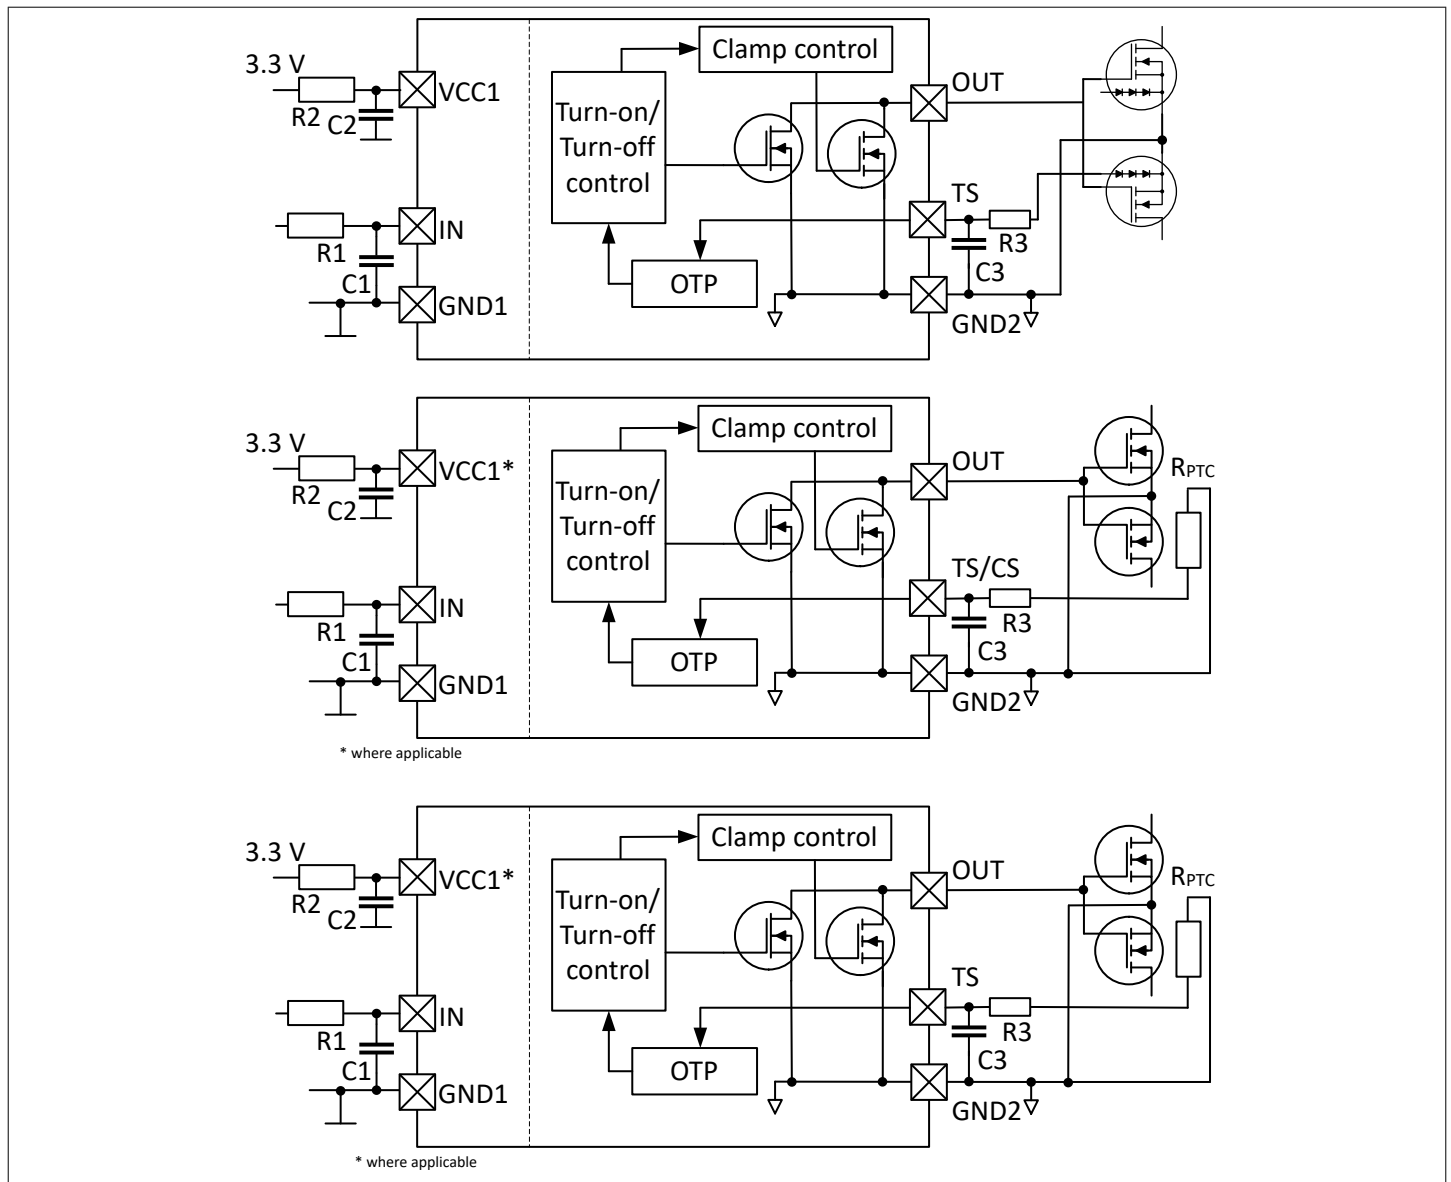 3.3 V
R2
C2
VCC1
R1
C1
IN
GND1
Turn-on/
Turn-off
control
Clamp control
OTP
OUT
TS
R3
C3
GND2
3.3 V
R2
C2
VCC1*
R1
C1
IN
GND1
Turn-on/
Turn-off
control
Clamp control
OTP
OUT
RPTC
TS/CS
R3
C3
GND2
* where applicable
3.3 V
R2
C2
VCC1*
R1
C1
IN
GND1
Turn-on/
Turn-off
control
Clamp control
OTP
OUT
RPTC
TS
R3
C3
GND2
* where applicable